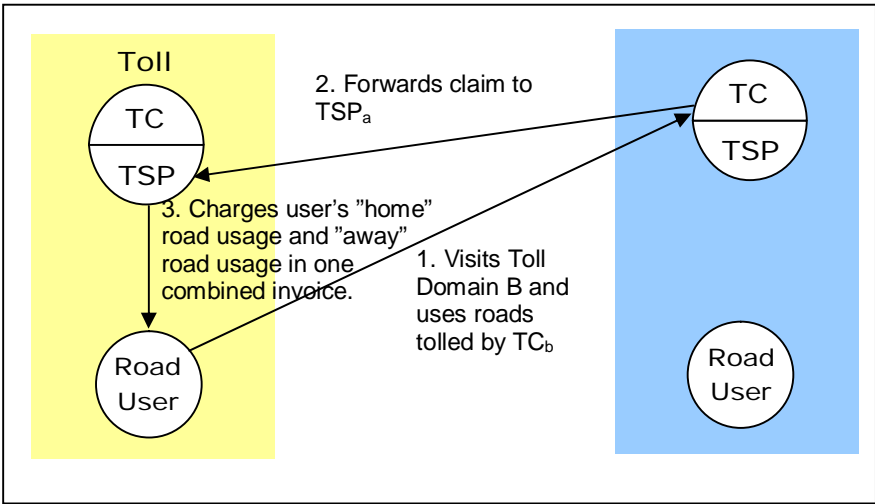 Toll
TC
TSP
2. Forwards claim to
TSPa
TC
TSP
3. Charges user's ”home”
road usage and ”away”
road usage in one
combined invoice.
1. Visits Toll
Domain B and
uses roads
tolled by TCb
Road
User
Road
User